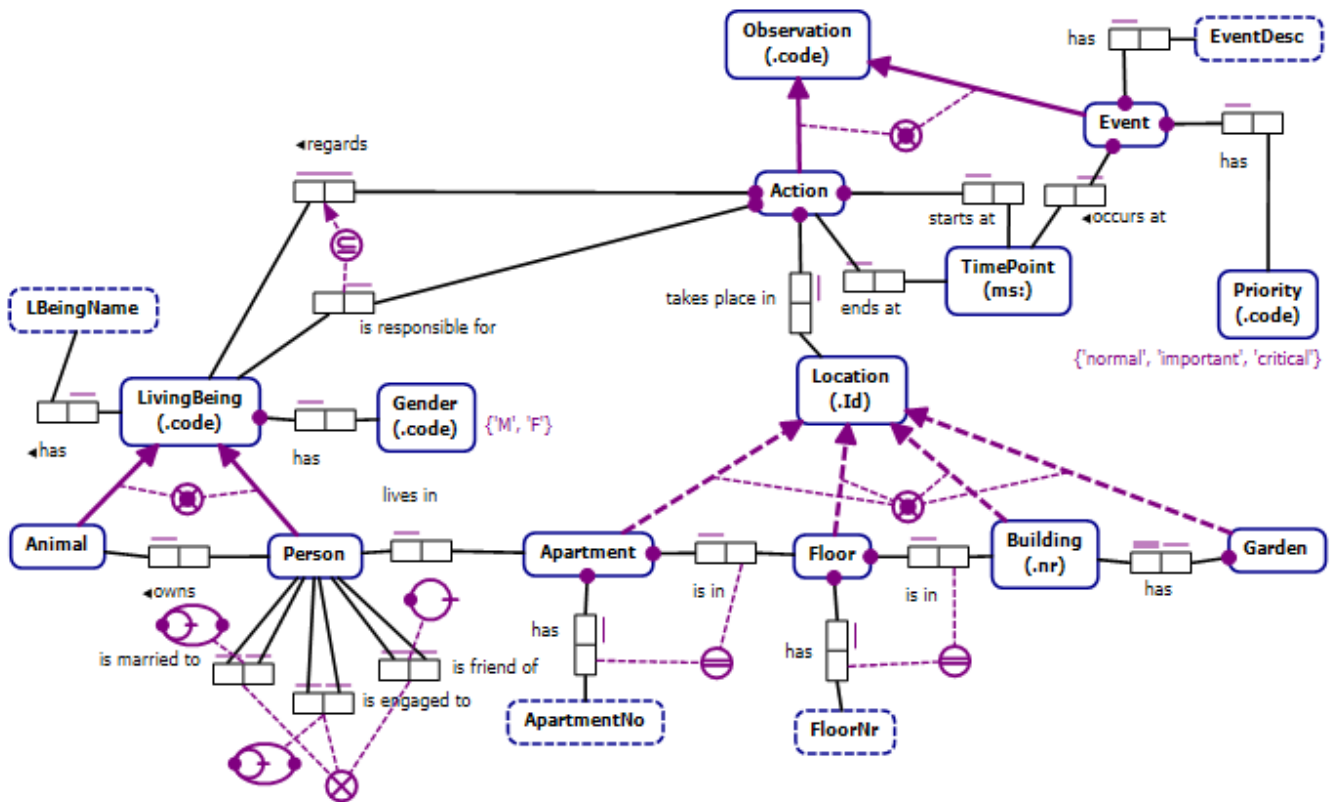 Observation
(.code)
has
EventDesc
Event
has
◄regards
Action
starts at
◄occurs at
TimePoint
(ms:)
takes place in
ends at
Priority
(.code)
LBeingName
is responsible for
{'normal', 'important', 'critical'}
Location
(.Id)
LivingBeing
(.code)
Gender
(.code)
{'M', 'F'}
◄has
has
lives in
Animal
Person
Apartment
Floor
Building
(.nr)
Garden
◄owns
is in
is in
has
has
has
is married to
is friend of
is engaged to
ApartmentNo
FloorNr